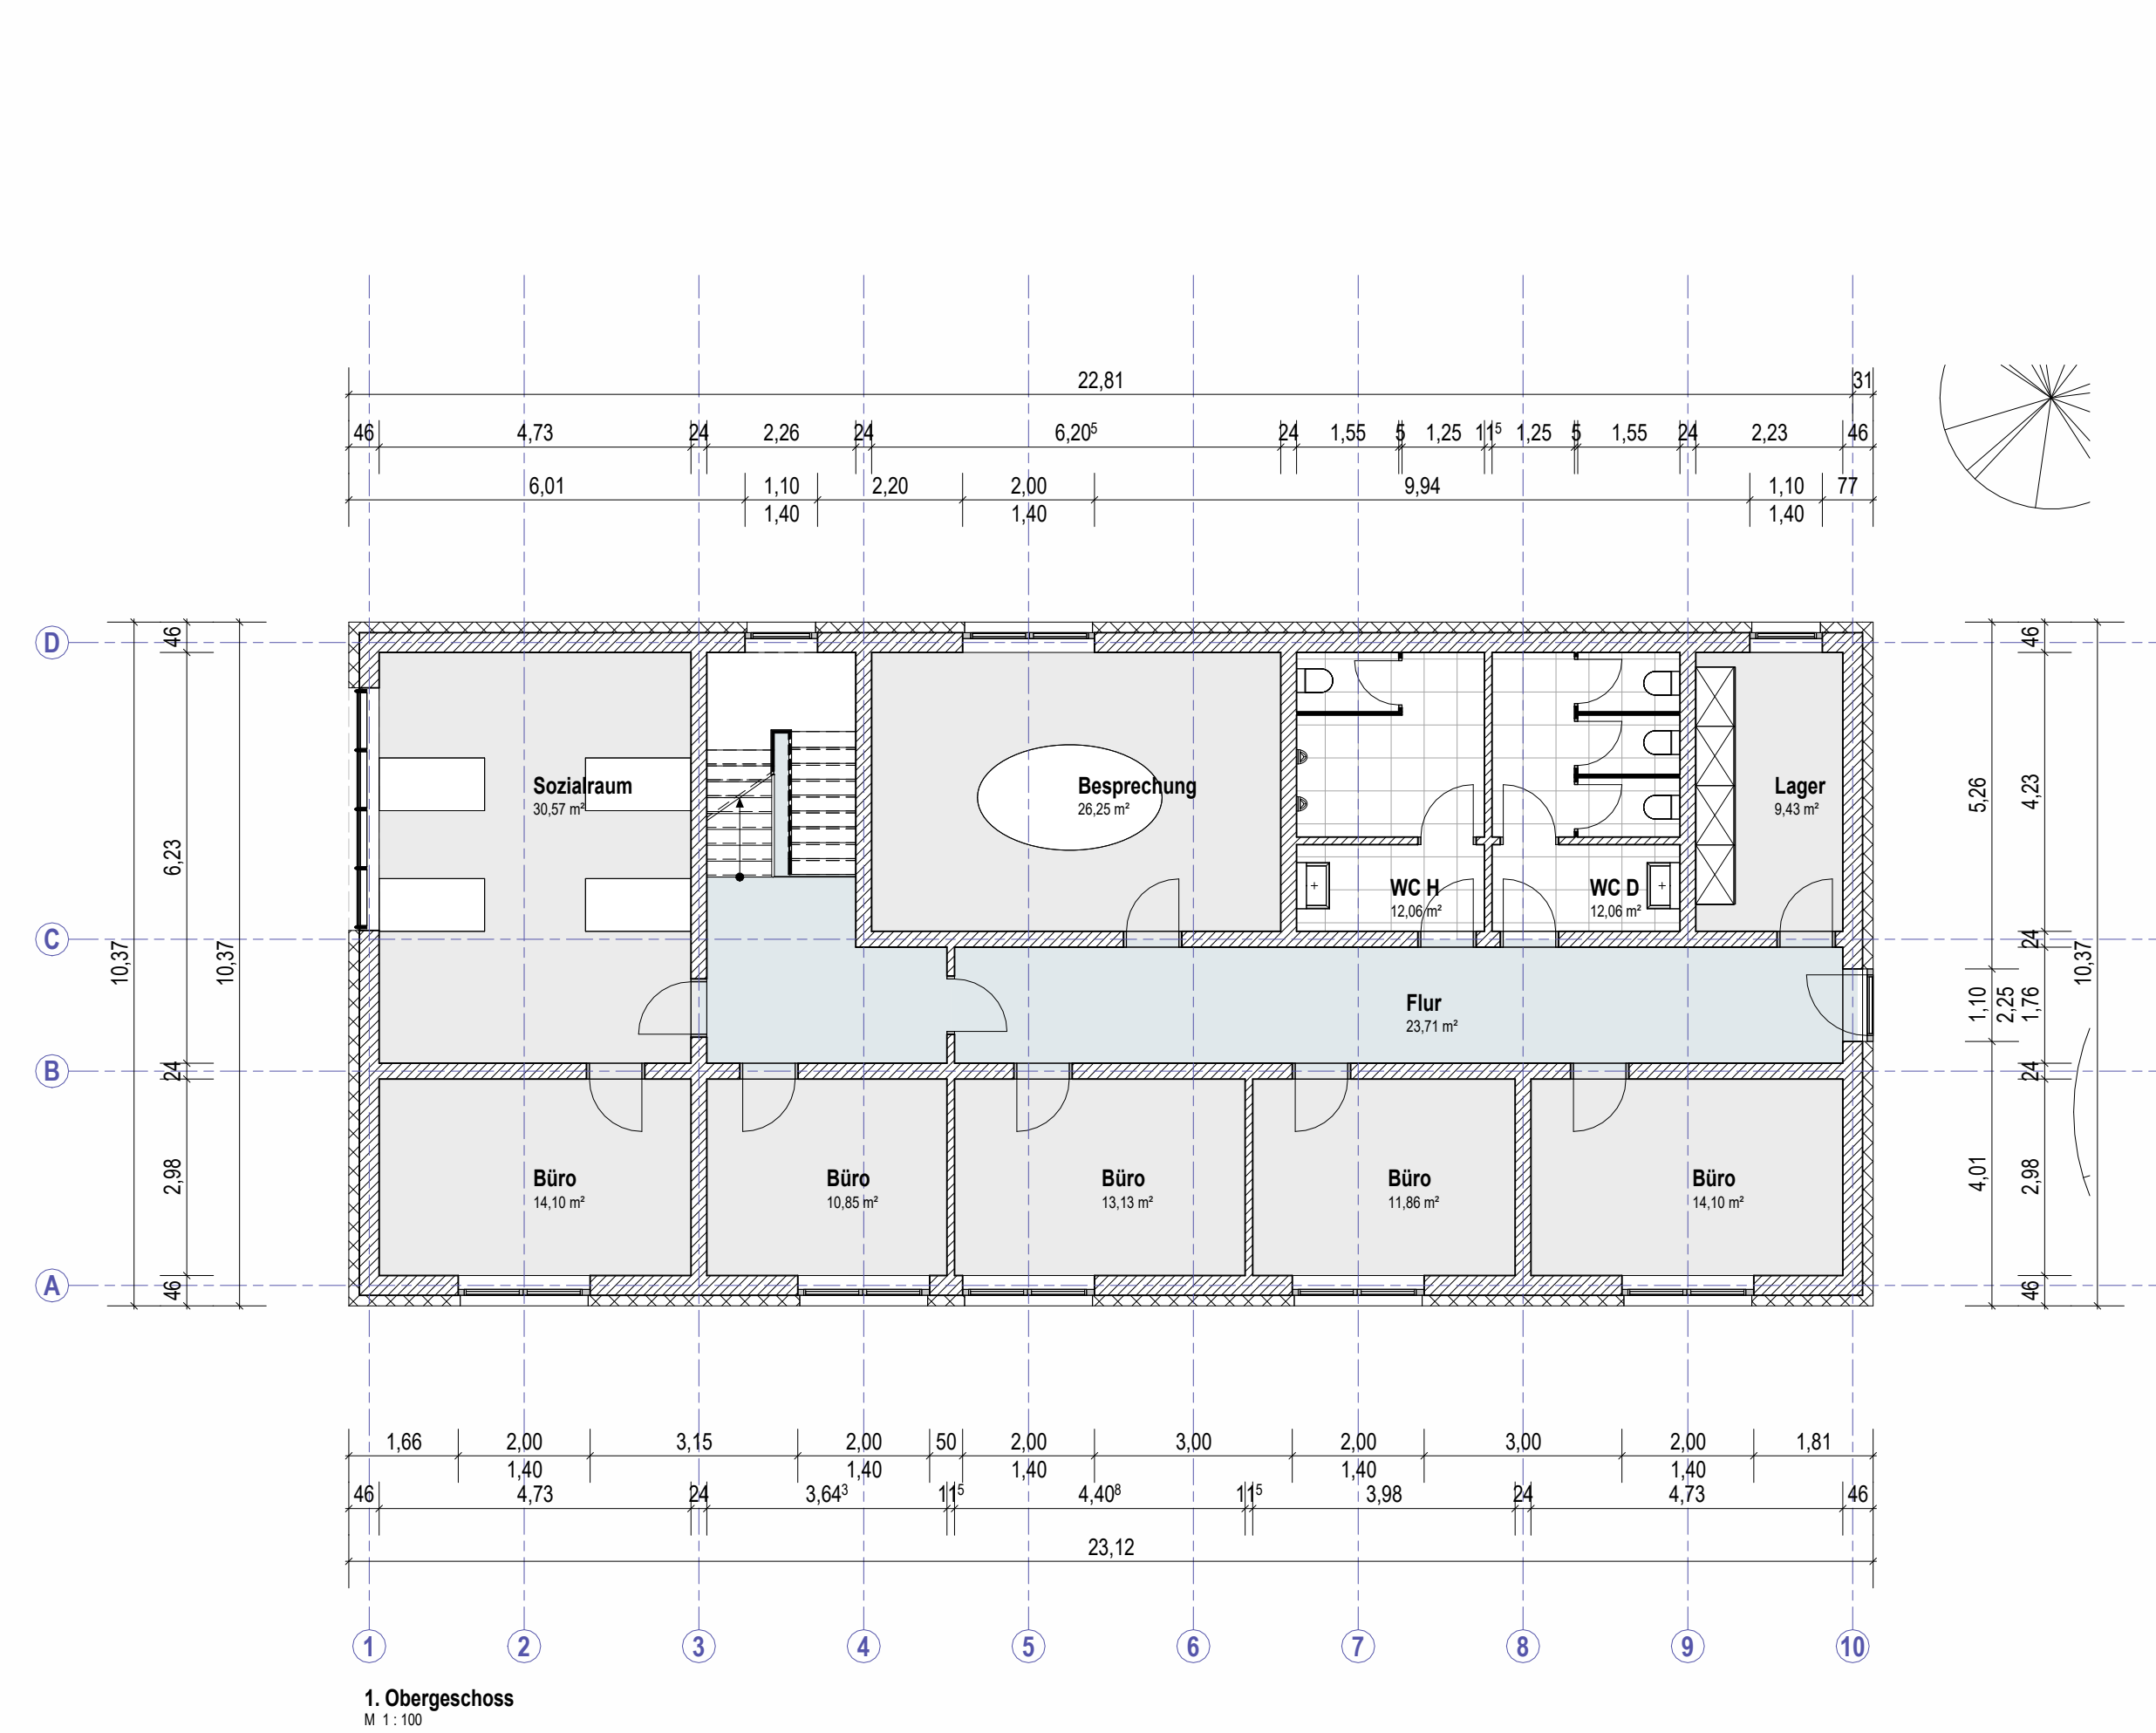 22,81 31
46 4,73 24 2,26 24 6,20⁵ 24 1,55 5 1,25 11⁵ 1,25 5 1,55 24 2,23 46
6,01 1,10 2,20 2,00 9,94 1,10 77
1,40 1,40 1,40
D
C
B
A
10,37
46
6,23
24
2,98
46
10,37
Sozialraum
30,57 m²
Besprechung
26,25 m²
WC H
12,06 m²
WC D
12,06 m²
Lager
9,43 m²
Flur
23,71 m²
Büro
14,10 m²
Büro
10,85 m²
Büro
13,13 m²
Büro
11,86 m²
Büro
14,10 m²
5,26
1,10
2,25
4,01
46
4,23
24
1,76
24
2,98
46
10,37
1,66 2,00 3,15 2,00 50 2,00 3,00 2,00 3,00 2,00 1,81
1,40 1,40 1,40 1,40 1,40
46 4,73 24 3,64³ 11⁵ 4,40⁸ 11⁵ 3,98 24 4,73 46
23,12
1 2 3 4 5 6 7 8 9 10
1. Obergeschoss
M 1 : 100